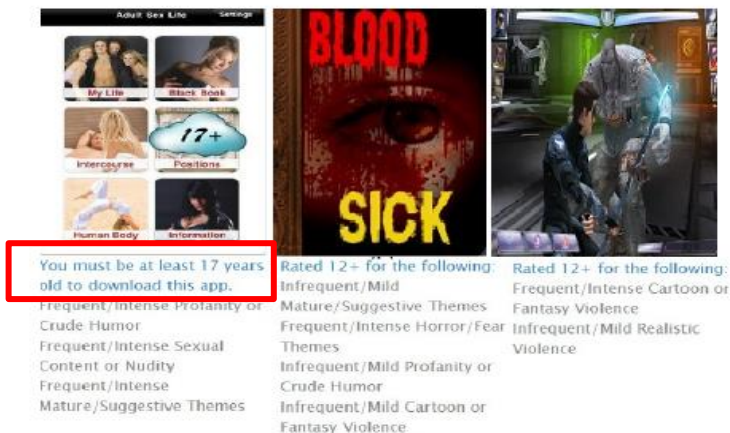 Adult Sex Life
Settings
My Life
Black Book
Intercourse
17+
Positions
Human Body
Information
You must be at least 17 years
old to download this app.
Frequent/Intense Profanity or
Crude Humor
Frequent/Intense Sexual
Content or Nudity
Frequent/Intense
Mature/Suggestive Themes
BLOOD
SICK
Rated 12+ for the following:
Infrequent/Mild
Mature/Suggestive Themes
Frequent/Intense Horror/Fear
Themes
Infrequent/Mild Profanity or
Crude Humor
Infrequent/Mild Cartoon or
Fantasy Violence
Rated 12+ for the following:
Frequent/Intense Cartoon or
Fantasy Violence
Infrequent/Mild Realistic
Violence